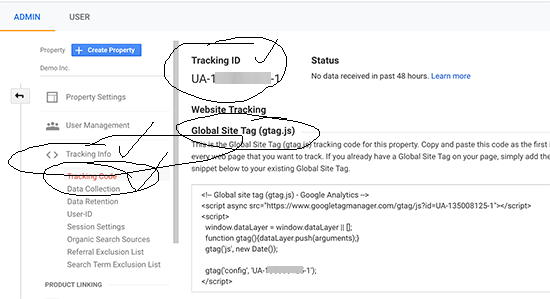 ADMIN USER
Property + Create Property
Demo Inc.
Property Settings
User Management
Tracking Info
Tracking Code
Data Collection
Data Retention
User-ID
Session Settings
Organic Search Sources
Referral Exclusion List
Search Term Exclusion List
PRODUCT LINKING
Tracking ID
UA-1 -1
Status
No data received in past 48 hours. Learn more
Website Tracking
Global Site Tag (gtag.js)
This is the Global Site Tag (gtag.js) tracking code for this property. Copy and paste this code as the first i
every web page that you want to track. If you already have a Global Site Tag on your page, simply add the
snippet below to your existing Global Site Tag.
<!-- Global site tag (gtag.js) - Google Analytics -->
<script async src="https://www.googletagmanager.com/gtag/js?id=UA-135008125-1"></script>
<script>
window.dataLayer = window.dataLayer || [];
function gtag(){dataLayer.push(arguments);}
gtag('js', new Date());
gtag('config', 'UA-1 -1');
</script>